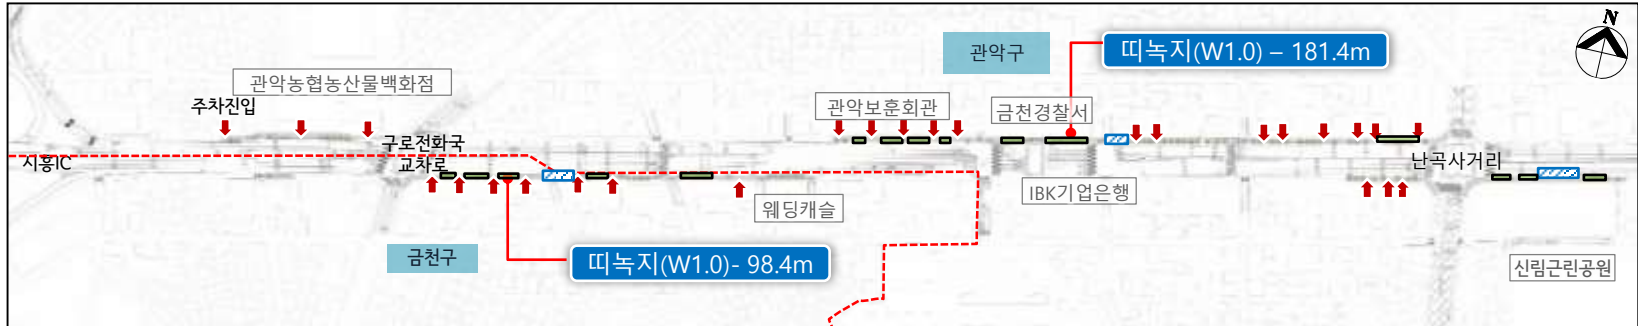 N
관악구
띠녹지(W1.0) – 181.4m
관악농협농산물백화점
주차진입
관악보훈회관
금천경찰서
시흥IC
구로전화국
교차로
난곡사거리
IBK기업은행
웨딩캐슬
금천구
띠녹지(W1.0)- 98.4m
신림근린공원